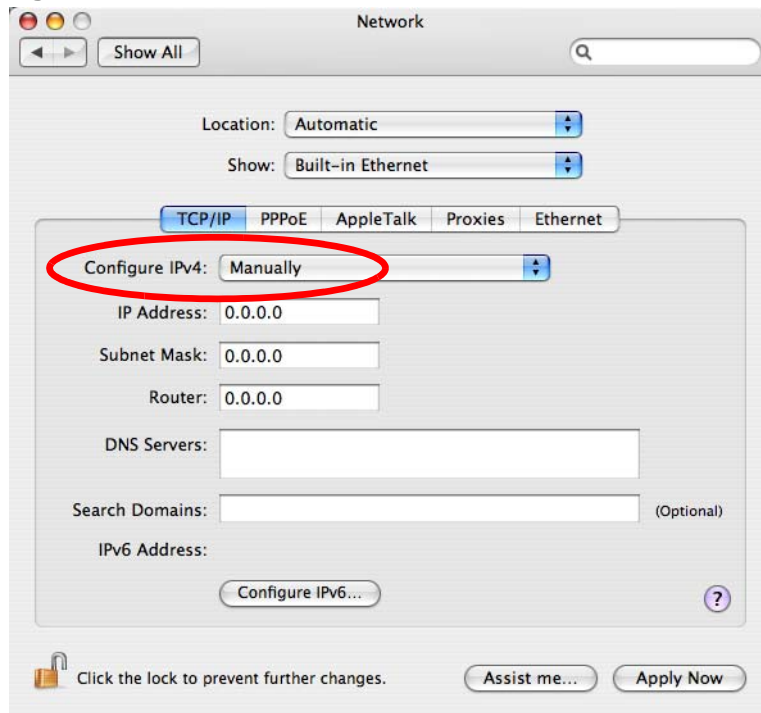 Network
Show All
Location: Automatic
Show: Built-in Ethernet
TCP/IP PPPoE AppleTalk Proxies Ethernet
Configure IPv4: Manually
IP Address: 0.0.0.0
Subnet Mask: 0.0.0.0
Router: 0.0.0.0
DNS Servers:
Search Domains: (Optional)
IPv6 Address:
Configure IPv6... ?
Click the lock to prevent further changes. Assist me... Apply Now